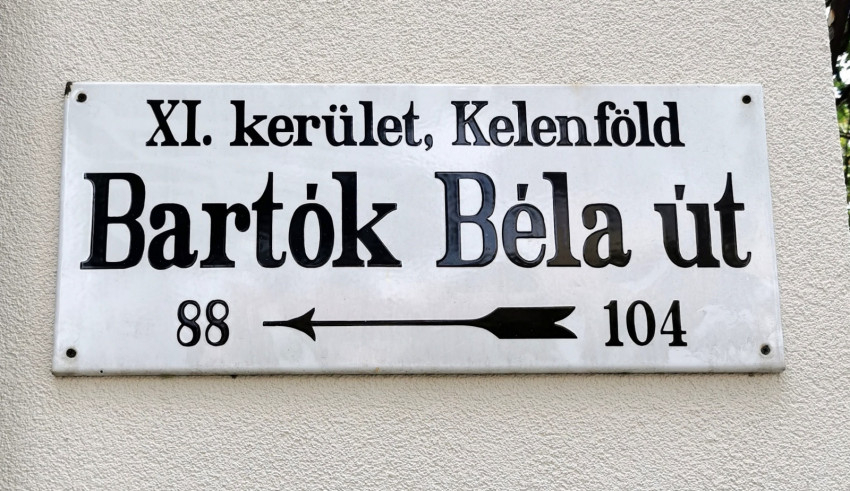 XI. kerület, Kelenföld
Bartók Béla út
88 104